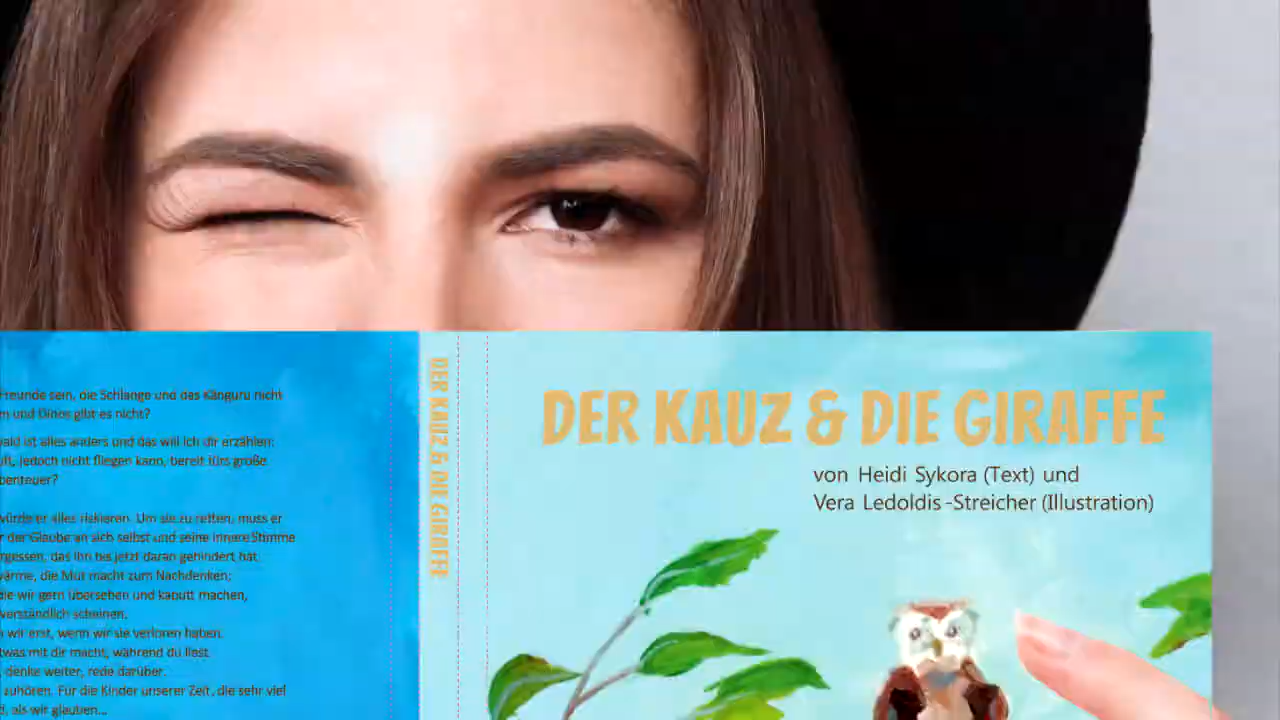 Freunde sein, die Schlange und das Känguru nicht
m und Dinos gibt es nicht?
wald ist alles anders und das will ich dir erzählen:
uft, jedoch nicht fliegen kann, bereit fürs große
benteuer?
würde er alles riskieren. Um sie zu retten, muss er
r der Glaube an sich selbst und seine innere Stimme
rgessen, das ihn bis jetzt daran gehindert hat
wärme, die Mut macht zum Nachdenken:
die wir gern übersehen und kaputt machen,
verständlich scheinen.
n wir erst, wenn wir sie verloren haben.
twas mit dir macht, während du liest
, denke weiter, rede darüber.
zuhören. Für die Kinder unserer Zeit, die sehr viel
d, als wir glauben...
DER KAUZ & DIE GIRAFFE
DER KAUZ & DIE GIRAFFE
von Heidi Sykora (Text) und
Vera Ledoldis-Streicher (Illustration)